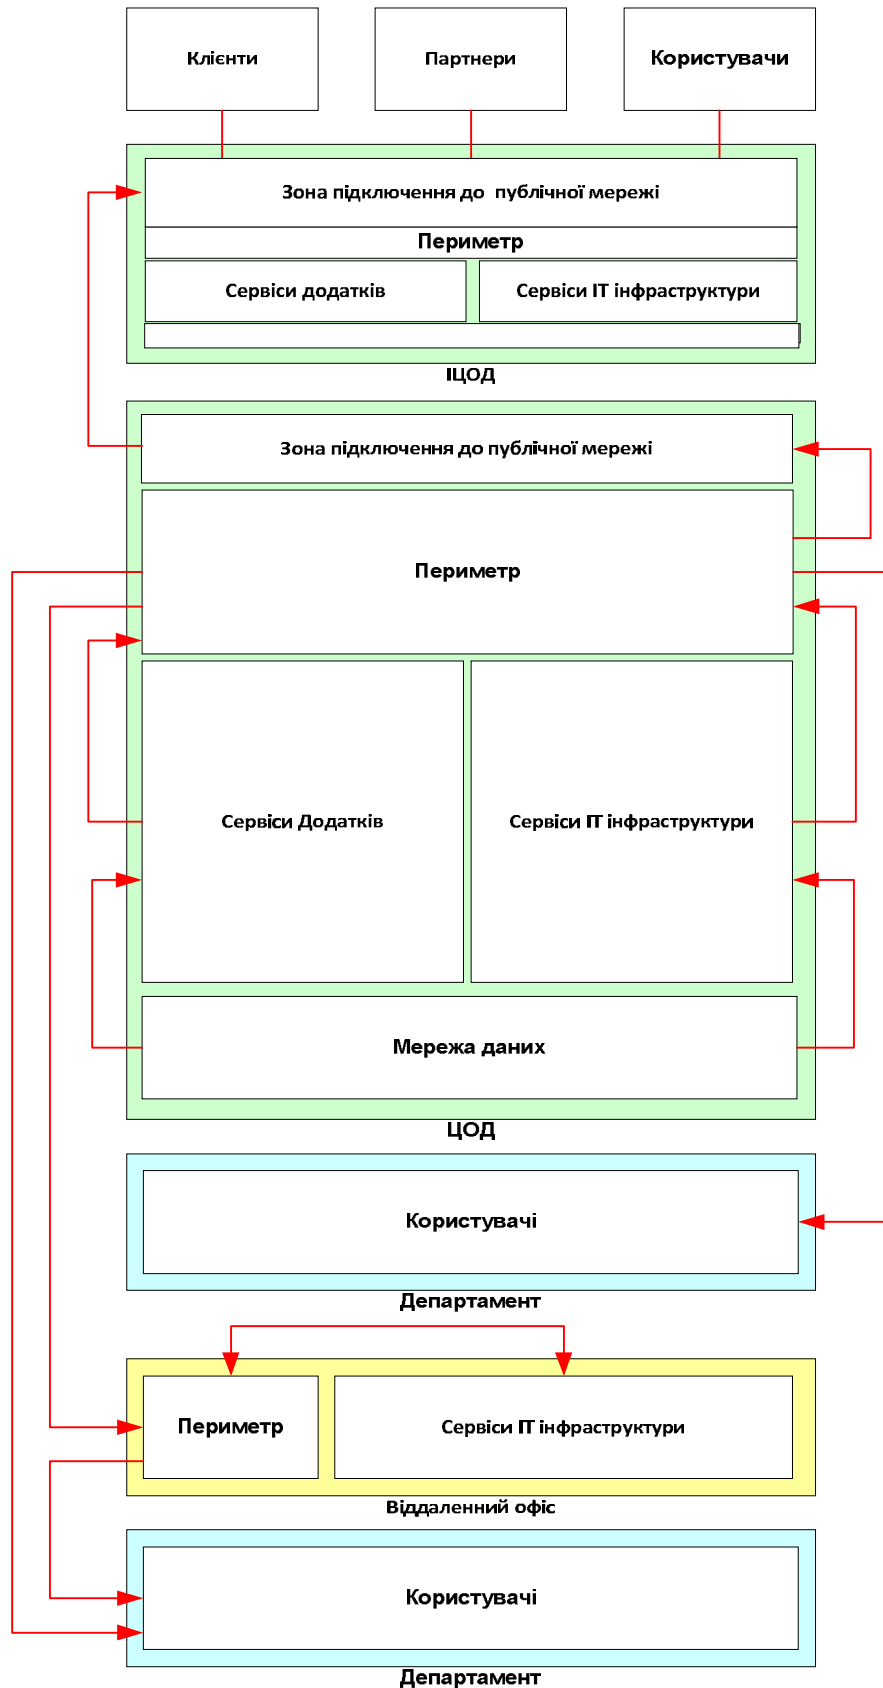 Клієнти
Партнери
Користувачи
Зона підключення до публічної мережі
Периметр
Сервіси додатків
Сервіси ІТ інфраструктури
ІЦОД
Зона підключення до публічної мережі
Периметр
Сервіси Додатків
Сервіси ІТ інфраструктури
Мережа даних
ЦОД
Користувачі
Департамент
Периметр
Сервіси ІТ інфраструктури
Віддаленний офіс
Користувачі
Департамент